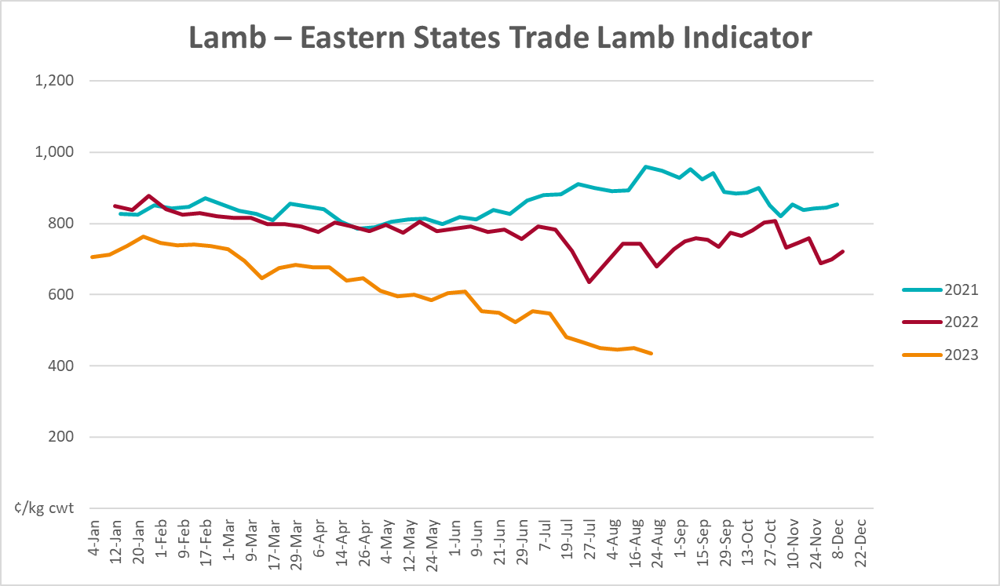 Lamb – Eastern States Trade Lamb Indicator
1,200
1,000
800
600
400
200
¢/kg cwt
4-Jan
12-Jan
20-Jan
1-Feb
9-Feb
17-Feb
1-Mar
9-Mar
17-Mar
29-Mar
6-Apr
14-Apr
26-Apr
4-May
12-May
24-May
1-Jun
9-Jun
21-Jun
29-Jun
7-Jul
19-Jul
27-Jul
4-Aug
16-Aug
24-Aug
1-Sep
15-Sep
29-Sep
13-Oct
27-Oct
10-Nov
24-Nov
8-Dec
22-Dec
2021
2022
2023